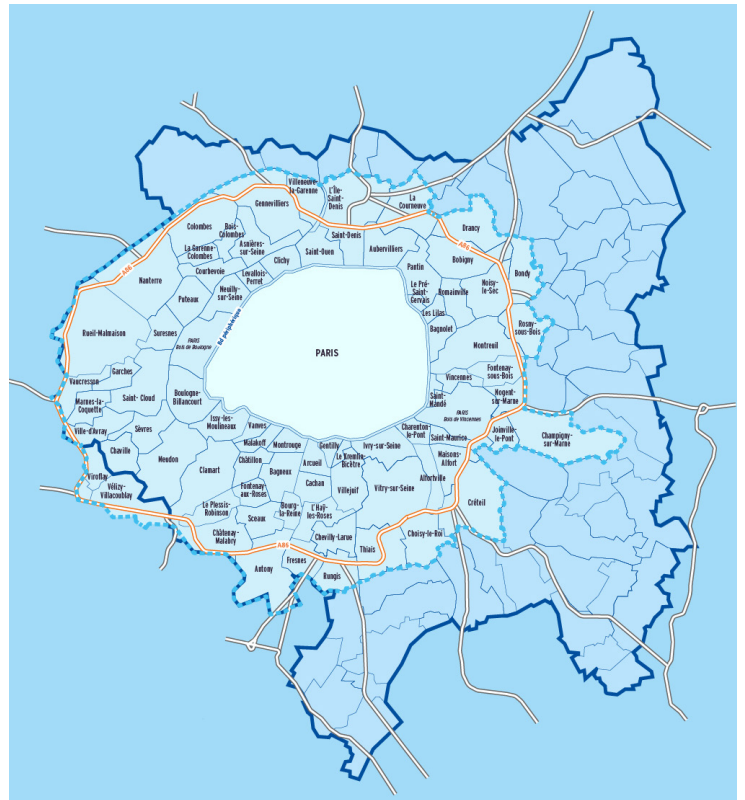 Villeneuve-
la-Garenne
L'Île-
Saint-
Denis
La
Courneuve
Gennevilliers
Colombes
Bois-
Colombes
Asnières-
sur-Seine
La Garenne-
Colombes
Saint-Denis
Drancy
A86
Saint-Ouen
Aubervilliers
Clichy
Bobigny
Pantin
Bondy
A86
Nanterre
Courbevoie
Levallois-
Perret
Neuilly-
sur-Seine
Puteaux
Le Pré-
Saint-
Gervais
Romainville
Noisy-
le-Sec
Les Lilas
Rosny-
sous-Bois
Rueil-Malmaison
Suresnes
Bd périphérique
Bagnolet
PARIS
Bois de Boulogne
Montreuil
PARIS
Garches
Vaucresson
Vincennes
Fontenay-
sous-Bois
Marnes-la-
Coquette
Saint- Cloud
Boulogne-
Billancourt
Saint-
Mandé
Nogent-
sur-Marne
PARIS
Bois de Vincennes
Ville-d'Avray
Sèvres
Issy-les-
Moulineaux
Vanves
Charenton-
le-Pont
Saint-Maurice
Joinville-
le-Pont
Champigny-
sur-Marne
Malakoff
Montrouge
Gentilly
Ivry-sur-Seine
Chaville
Meudon
Châtillon
Le Kremlin-
Bicêtre
Maisons-
Alfort
Clamart
Bagneux
Arcueil
Viroflay
Vélizy-
Villacoublay
Fontenay-
aux-Roses
Cachan
Villejuif
Vitry-sur-Seine
Alfortville
Créteil
Le Plessis-
Robinson
Sceaux
Bourg-
la-Reine
L'Haÿ-
les-Roses
Châtenay-
Malabry
Chevilly-Larue
Choisy-le-Roi
A86
Thiais
Antony
Fresnes
Rungis